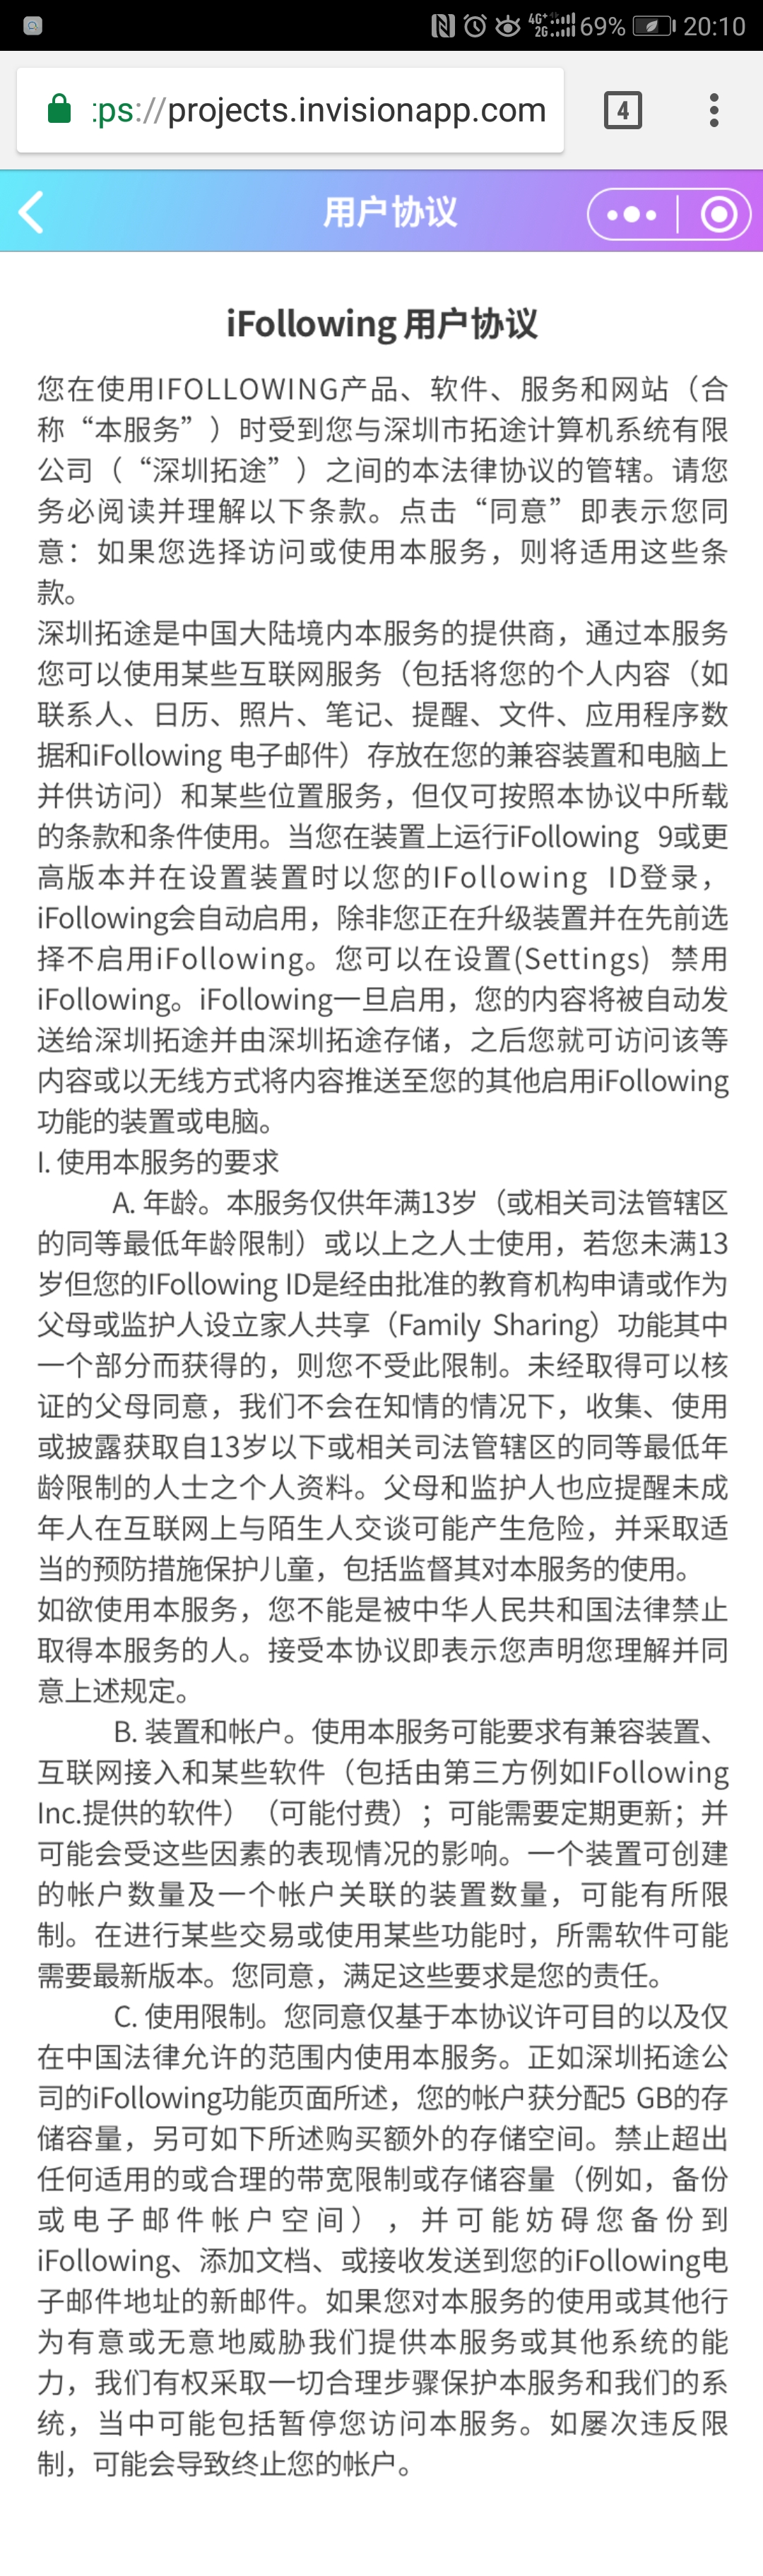 4G+
2G
69%
20:10
:ps://projects.invisionapp.com
4
用户协议
iFollowing 用户协议
您在使用IFOLLOWING产品、软件、服务和网站（合
称“本服务”）时受到您与深圳市拓途计算机系统有限
公司（“深圳拓途”）之间的本法律协议的管辖。请您
务必阅读并理解以下条款。点击“同意”即表示您同
意：如果您选择访问或使用本服务，则将适用这些条
款。
深圳拓途是中国大陆境内本服务的提供商，通过本服务
您可以使用某些互联网服务（包括将您的个人内容（如
联系人、日历、照片、笔记、提醒、文件、应用程序数
据和iFollowing 电子邮件）存放在您的兼容装置和电脑上
并供访问）和某些位置服务，但仅可按照本协议中所载
的条款和条件使用。当您在装置上运行iFollowing 9或更
高版本并在设置装置时以您的IFollowing ID登录，
iFollowing会自动启用，除非您正在升级装置并在先前选
择不启用iFollowing。您可以在设置(Settings) 禁用
iFollowing。iFollowing一旦启用，您的内容将被自动发
送给深圳拓途并由深圳拓途存储，之后您就可访问该等
内容或以无线方式将内容推送至您的其他启用iFollowing
功能的装置或电脑。
I. 使用本服务的要求
A. 年龄。本服务仅供年满13岁（或相关司法管辖区
的同等最低年龄限制）或以上之人士使用，若您未满13
岁但您的IFollowing ID是经由批准的教育机构申请或作为
父母或监护人设立家人共享（Family Sharing）功能其中
一个部分而获得的，则您不受此限制。未经取得可以核
证的父母同意，我们不会在知情的情况下，收集、使用
或披露获取自13岁以下或相关司法管辖区的同等最低年
龄限制的人士之个人资料。父母和监护人也应提醒未成
年人在互联网上与陌生人交谈可能产生危险，并采取适
当的预防措施保护儿童，包括监督其对本服务的使用。
如欲使用本服务，您不能是被中华人民共和国法律禁止
取得本服务的人。接受本协议即表示您声明您理解并同
意上述规定。
B. 装置和帐户。使用本服务可能要求有兼容装置、
互联网接入和某些软件（包括由第三方例如IFollowing
Inc.提供的软件）（可能付费）；可能需要定期更新；并
可能会受这些因素的表现情况的影响。一个装置可创建
的帐户数量及一个帐户关联的装置数量，可能有所限
制。在进行某些交易或使用某些功能时，所需软件可能
需要最新版本。您同意，满足这些要求是您的责任。
C. 使用限制。您同意仅基于本协议许可目的以及仅
在中国法律允许的范围内使用本服务。正如深圳拓途公
司的iFollowing功能页面所述，您的帐户获分配5 GB的存
储容量，另可如下所述购买额外的存储空间。禁止超出
任何适用的或合理的带宽限制或存储容量（例如，备份
或电子邮件帐户空间），并可能妨碍您备份到
iFollowing、添加文档、或接收发送到您的iFollowing电
子邮件地址的新邮件。如果您对本服务的使用或其他行
为有意或无意地威胁我们提供本服务或其他系统的能
力，我们有权采取一切合理步骤保护本服务和我们的系
统，当中可能包括暂停您访问本服务。如屡次违反限
制，可能会导致终止您的帐户。